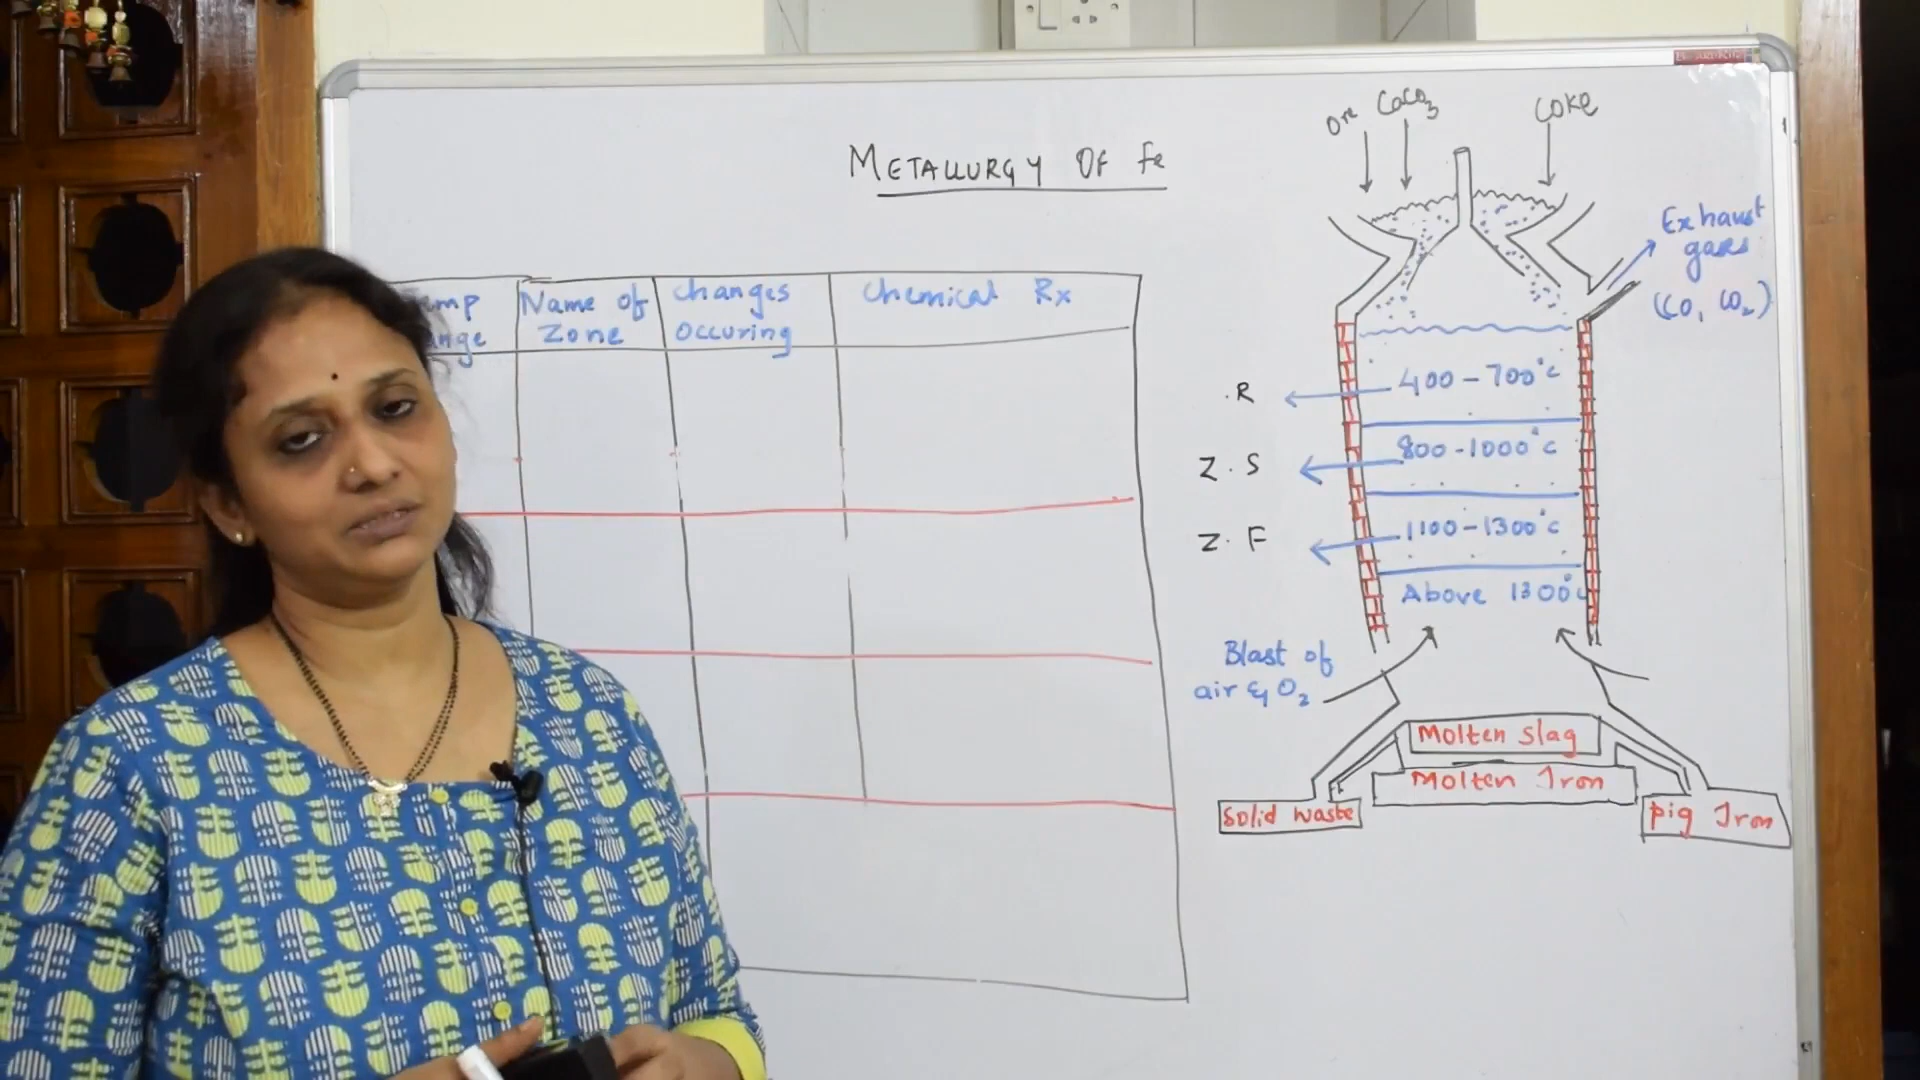 METALLURGY OF Fe
Name of
Zone
Changes
Occuring
Chemical Rx
Ore CaCO3
Coke
Exhaust
gases
(CO, CO2)
400-700°C
.R
800-1000°C
Z.S
1100-1300°C
Z.F
Above 1300°C
Blast of
air & O2
Molten Slag
Molten Iron
Solid waste
Pig Iron